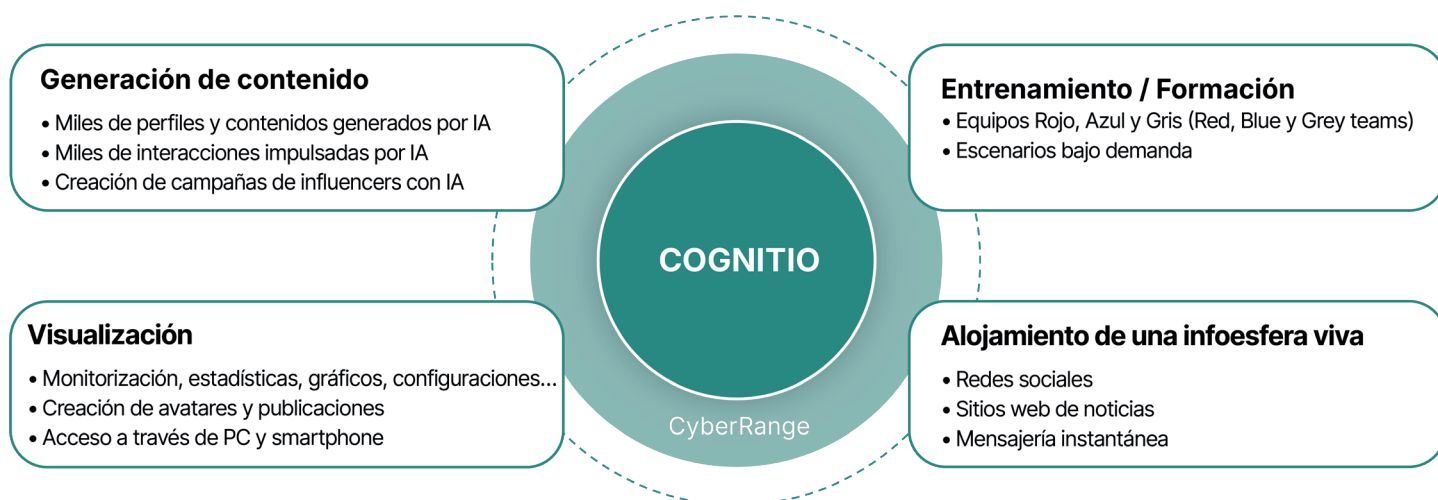 Generación de contenido
• Miles de perfiles y contenidos generados por IA
• Miles de interacciones impulsadas por IA
• Creación de campañas de influencers con IA
Entrenamiento / Formación
• Equipos Rojo, Azul y Gris (Red, Blue y Grey teams)
• Escenarios bajo demanda
COGNITIO
CyberRange
Visualización
• Monitorización, estadísticas, gráficos, configuraciones...
• Creación de avatares y publicaciones
• Acceso a través de PC y smartphone
Alojamiento de una infoesfera viva
• Redes sociales
• Sitios web de noticias
• Mensajería instantánea